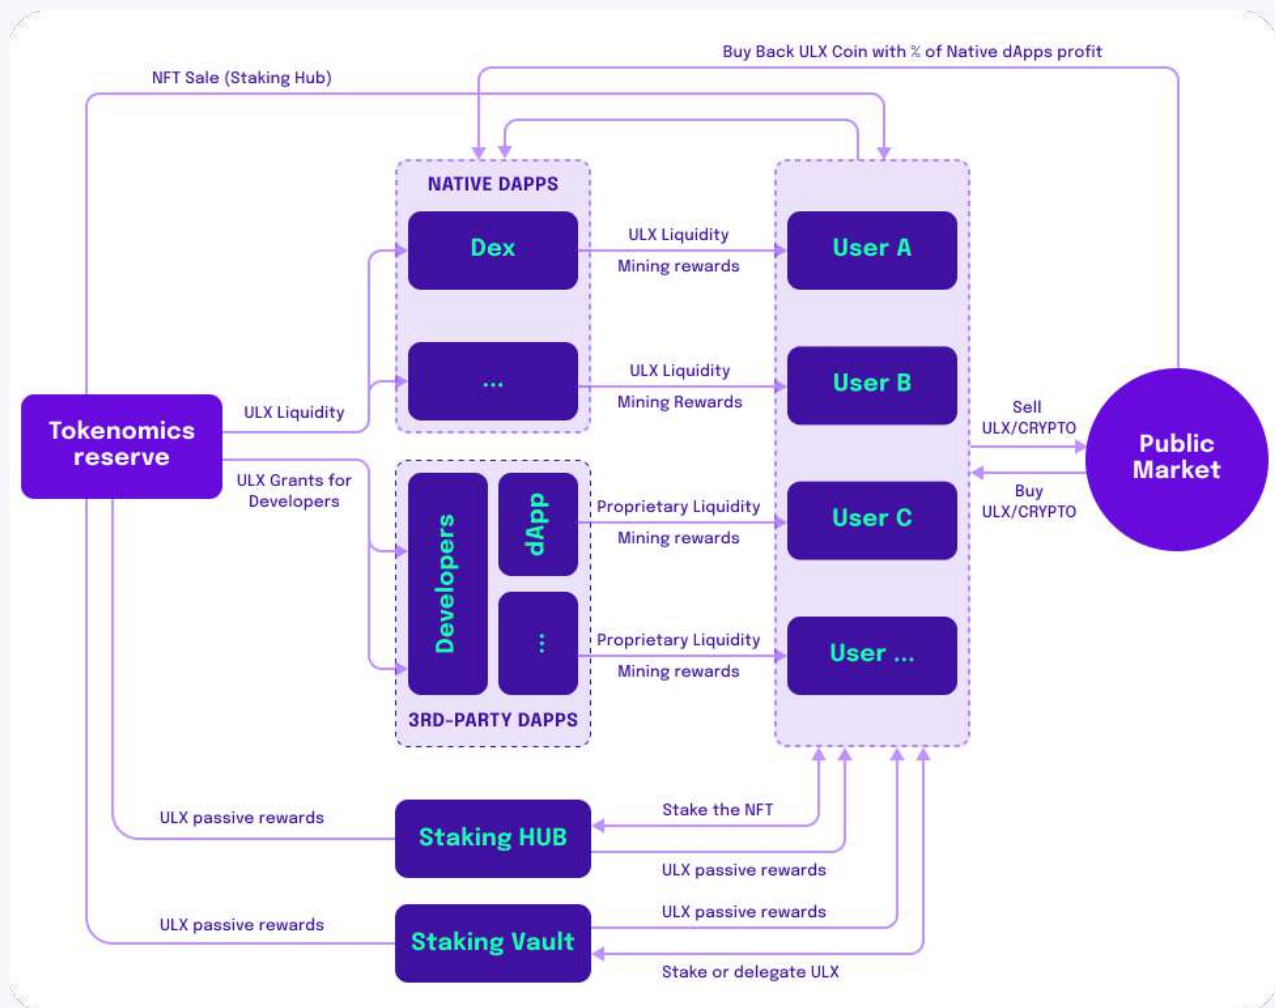 Buy Back ULX Coin with % of Native dApps profit
NFT Sale (Staking Hub)
NATIVE DAPPS
Dex
ULX Liquidity
Mining rewards
User A
...
ULX Liquidity
Mining Rewards
User B
Tokenomics
reserve
ULX Liquidity
ULX Grants for
Developers
Sell
ULX/CRYPTO
Public
Market
Buy
ULX/CRYPTO
Developers
dApp
Proprietary Liquidity
Mining rewards
User C
...
Proprietary Liquidity
Mining rewards
User ...
3RD-PARTY DAPPS
ULX passive rewards
Staking HUB
Stake the NFT
ULX passive rewards
ULX passive rewards
Staking Vault
ULX passive rewards
Stake or delegate ULX